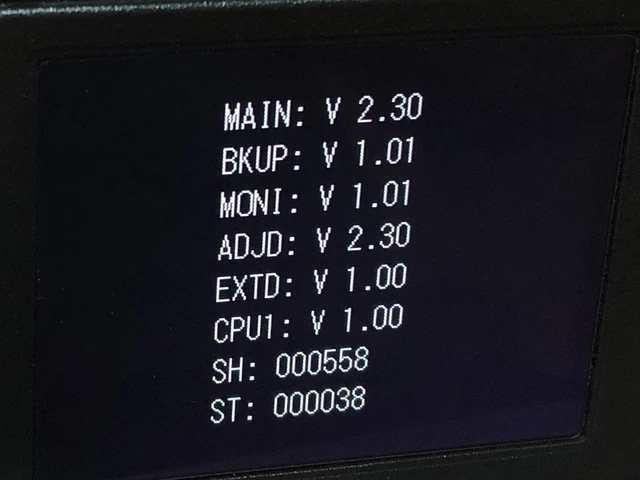 MAIN: V 2.30
BKUP: V 1.01
MONI: V 1.01
ADJD: V 2.30
EXTD: V 1.00
CPU1: V 1.00
SH: 000558
ST: 000038